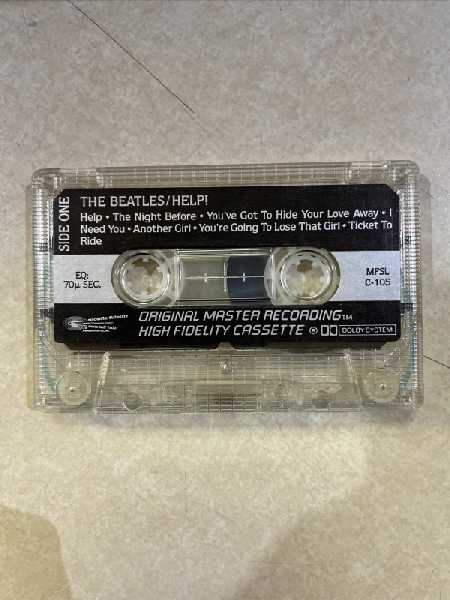 SIDE ONE
THE BEATLES/HELP!
Help • The Night Before • You've Got To Hide Your Love Away • I
Need You • Another Girl • You're Going To Lose That Girl • Ticket To
Ride
EQ:
70µ SEC.
MFSL
C-105
ORIGINAL MASTER RECORDING™
HIGH FIDELITY CASSETTE ® DOLBY SYSTEM